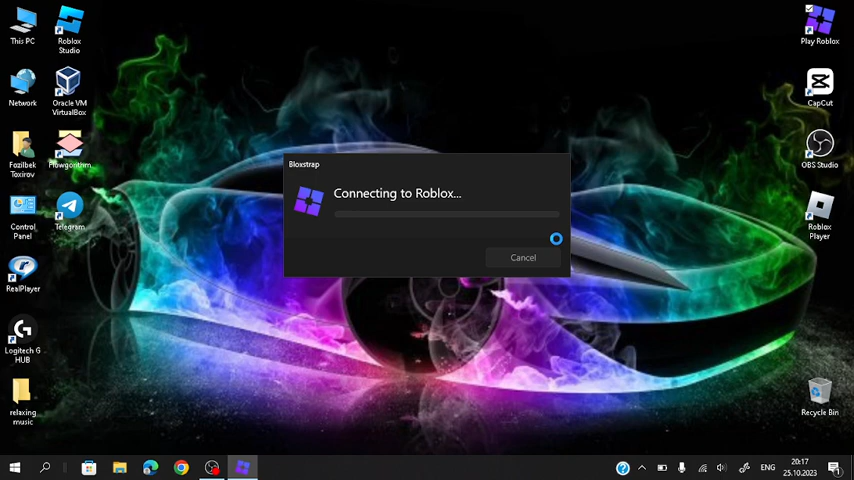 This PC
Roblox
Studio
Play Roblox
Network
Oracle VM
VirtualBox
CapCut
Fozilbek
Toxirov
Flowgorithm
OBS Studio
Bloxstrap
Connecting to Roblox...
Cancel
Control
Panel
Telegram
Roblox
Player
RealPlayer
Logitech G
HUB
relaxing
music
Recycle Bin
ENG
20:17
25.10.2023
1